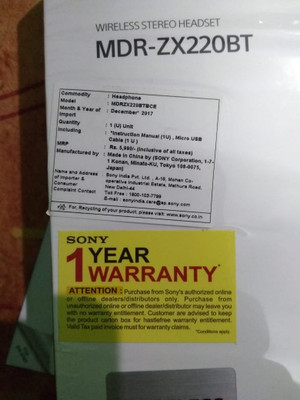 WIRELESS STEREO HEADSET
MDR-ZX220BT
Commodity : Headphone
Model : MDRZX220BTBCE
Month & Year of Import : December' 2017
Quantity : 1 (U) Unit
Including : *Instruction Manual (1U) , Micro USB
Cable (1 U )
MRP : Rs. 5,990/- (inclusive of all taxes)
Manufactured by : Made in China by (SONY Corporation, 1-7-
1 Konan, Minato-KU, Tokyo 108-0075,
Japan)
Name and Address of Importer & Consumer Complaint Contact : Sony India Pvt. Ltd. , A-18, Mohan Co-
operative Industrial Estate, Mathura Road,
New Delhi-44
Toll Free : 1800-103-7799
Email : sonyindia.care@ap.sony.com
For, Recycling of your product, please visit: www.sony.co.in
SONY
1 YEAR
WARRANTY*
ATTENTION : Purchase from Sony's authorized online
or offline dealers/distributors only. Purchase from
unauthorized online or offline dealer/distributor may leave you
with no warranty entitlement. Customer are advised to keep
the product carton box for hastlefree warranty entitlement.
Valid Tax paid invoice must for warranty claims.
*Conditions apply